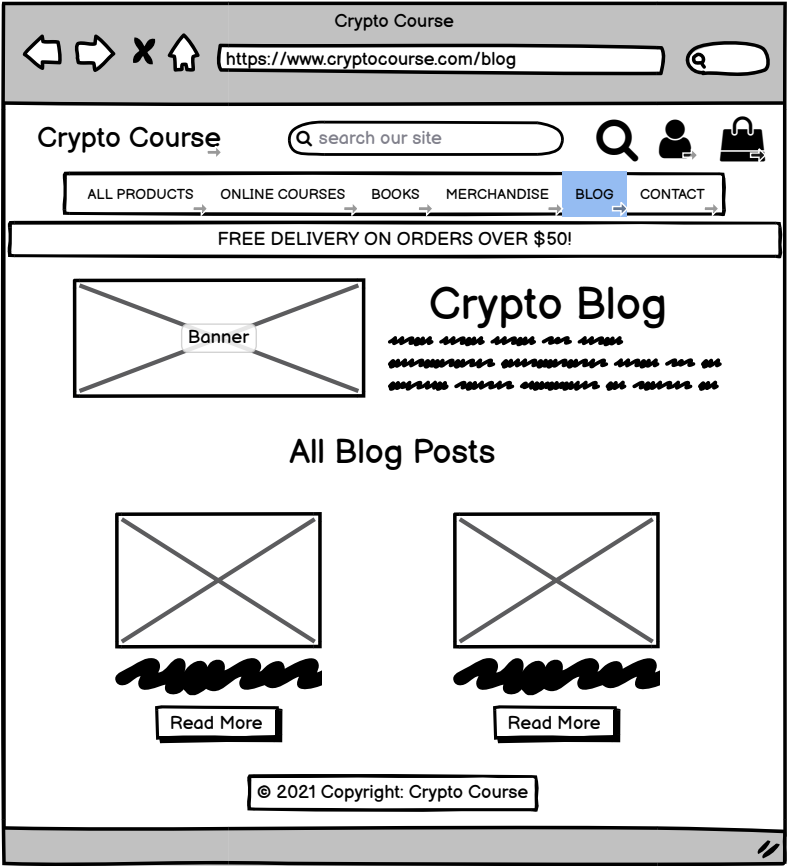 Crypto Course
https://www.cryptocourse.com/blog
Crypto Course
search our site
ALL PRODUCTS ONLINE COURSES BOOKS MERCHANDISE BLOG CONTACT
FREE DELIVERY ON ORDERS OVER $50!
Banner
Crypto Blog
All Blog Posts
Read More
Read More
© 2021 Copyright: Crypto Course